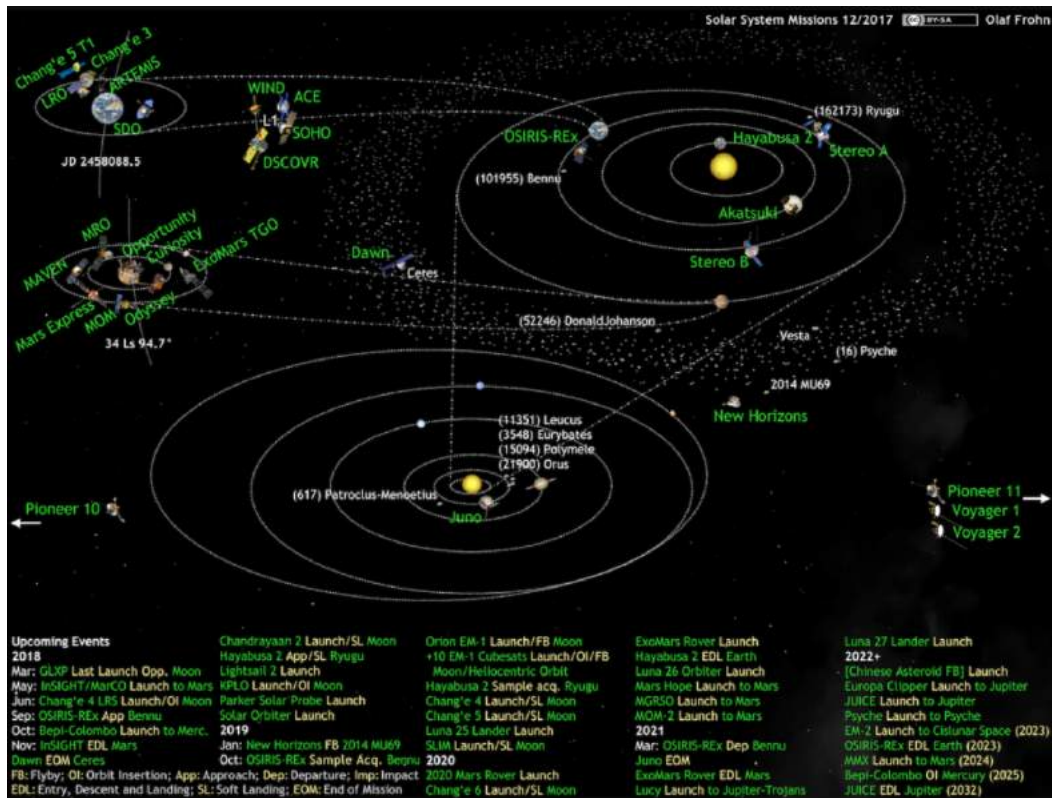 Solar System Missions 12/2017 CC BY-SA Olaf Frohn
Chang'e 5 T1
Chang'e 3
LRO
ARTEMIS
SDO
JD 2458088.5
WIND
ACE
L1
SOHO
DSCOVR
OSIRIS-REx
(101955) Bennu
(162173) Ryugu
Hayabusa 2
Stereo A
Akatsuki
Stereo B
MRO
Opportunity
Curiosity
ExoMars TGO
MAVEN
Mars Express
MOM
Odyssey
34 Ls 94.7°
Dawn
Ceres
(52246) DonaldJohanson
Vesta
(16) Psyche
2014 MU69
New Horizons
(11351) Leucus
(3548) Eurybates
(15094) Polymele
(21900) Orus
(617) Patroclus-Menoetius
Juno
Pioneer 10
Pioneer 11
Voyager 1
Voyager 2
Upcoming Events
2018
Mar: GLXP Last Launch Opp. Moon
May: InSIGHT/MarCO Launch to Mars
Jun: Chang'e 4 LRS Launch/OI Moon
Sep: OSIRIS-REx App Bennu
Oct: Bepi-Colombo Launch to Merc.
Nov: InSIGHT EDL Mars
Dawn EOM Ceres
FB: Flyby; OI: Orbit Insertion; App: Approach; Dep: Departure; Imp: Impact
EDL: Entry, Descent and Landing; SL: Soft Landing; EOM: End of Mission
Chandrayaan 2 Launch/SL Moon
Hayabusa 2 App/SL Ryugu
Lightsail 2 Launch
KPLO Launch/OI Moon
Parker Solar Probe Launch
Solar Orbiter Launch
2019
Jan: New Horizons FB 2014 MU69
Oct: OSIRIS-REx Sample Acq. Bennu
Orion EM-1 Launch/FB Moon
+10 EM-1 Cubesats Launch/OI/FB
Moon/Heliocentric Orbit
Hayabusa 2 Sample acq. Ryugu
Chang'e 4 Launch/SL Moon
Chang'e 5 Launch/SL Moon
Luna 25 Lander Launch
SLIM Launch/SL Moon
2020
2020 Mars Rover Launch
Chang'e 6 Launch/SL Moon
ExoMars Rover Launch
Hayabusa 2 EDL Earth
Luna 26 Orbiter Launch
Mars Hope Launch to Mars
MGRSO Launch to Mars
MOM-2 Launch to Mars
2021
Mar: OSIRIS-REx Dep Bennu
Juno EOM
ExoMars Rover EDL Mars
Lucy Launch to Jupiter-Trojans
Luna 27 Lander Launch
2022+
[Chinese Asteroid FB] Launch
Europa Clipper Launch to Jupiter
JUICE Launch to Jupiter
Psyche Launch to Psyche
EM-2 Launch to Cislunar Space (2023)
OSIRIS-REx EDL Earth (2023)
MMX Launch to Mars (2024)
Bepi-Colombo OI Mercury (2025)
JUICE EDL Jupiter (2032)